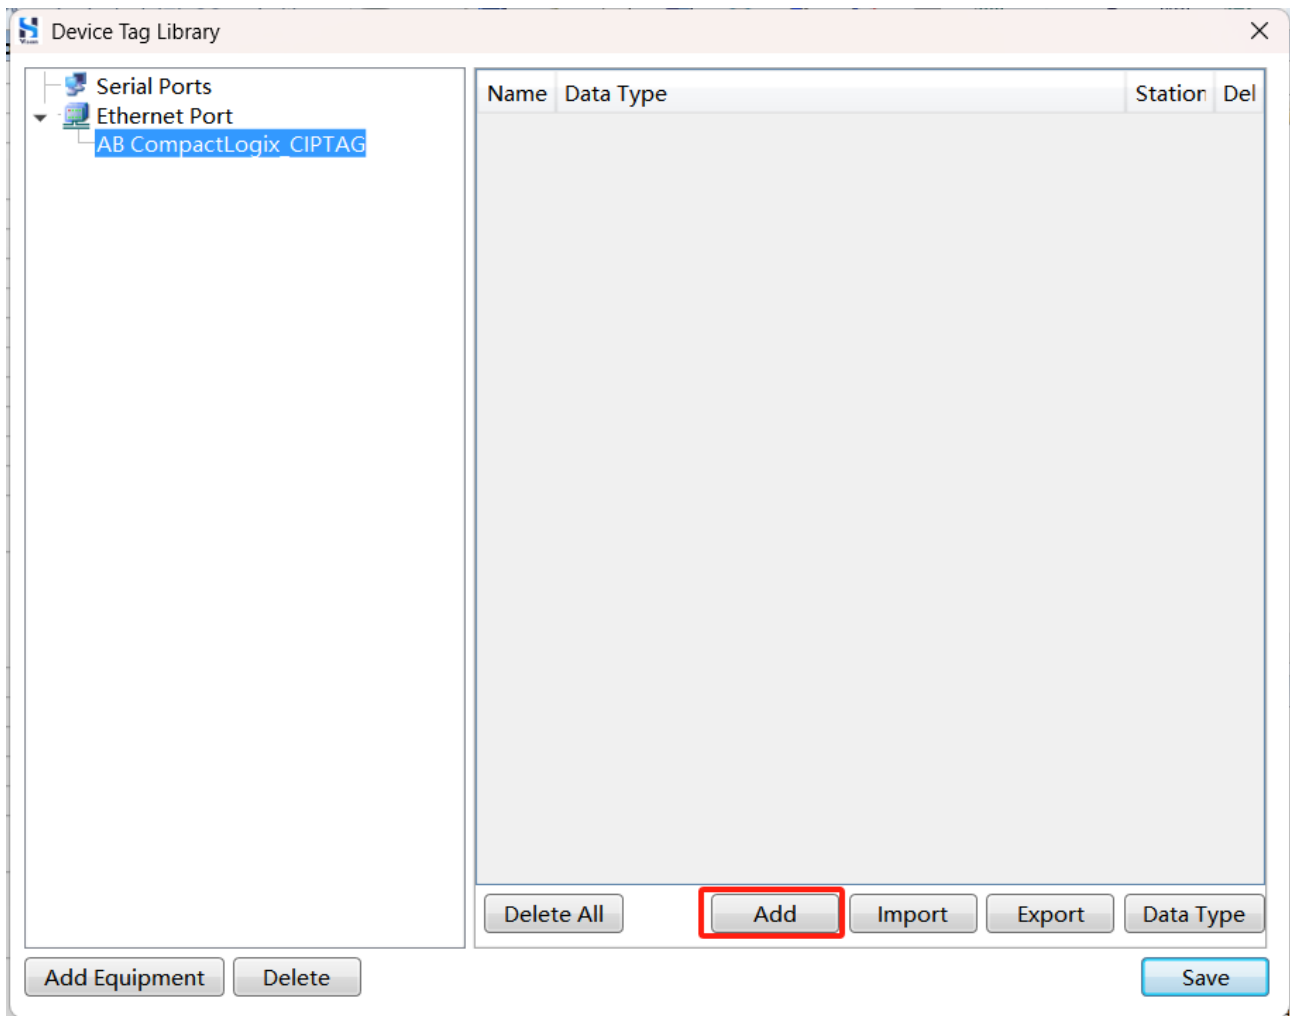 Device Tag Library
Serial Ports
Ethernet Port
AB CompactLogix_CIPTAG
Name Data Type Station Del
Delete All Add Import Export Data Type
Add Equipment Delete Save